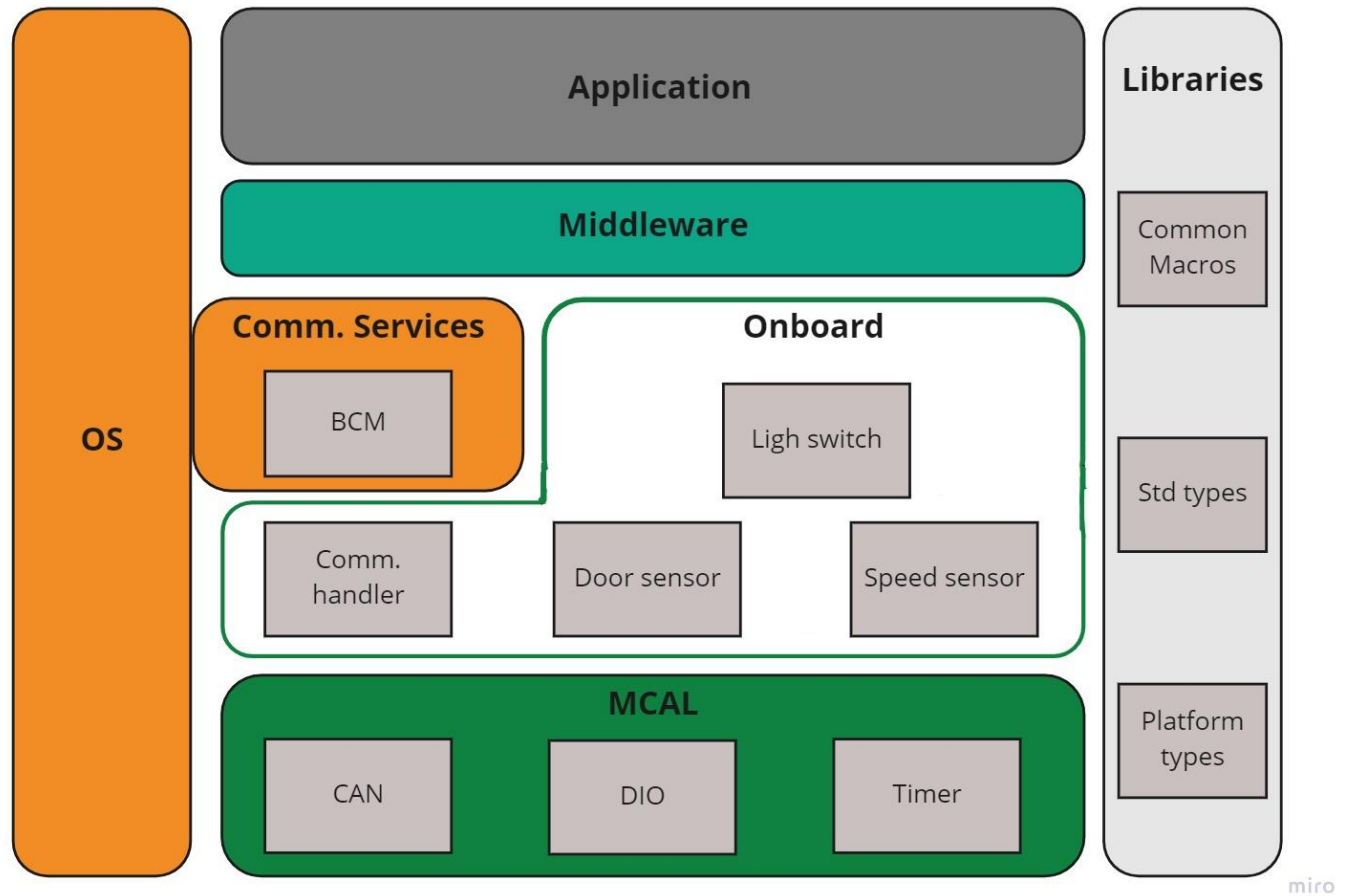 Application
Libraries
Middleware
Common
Macros
Comm. Services
Onboard
BCM
Ligh switch
OS
Std types
Comm.
handler
Door sensor
Speed sensor
MCAL
Platform
types
CAN
DIO
Timer
miro